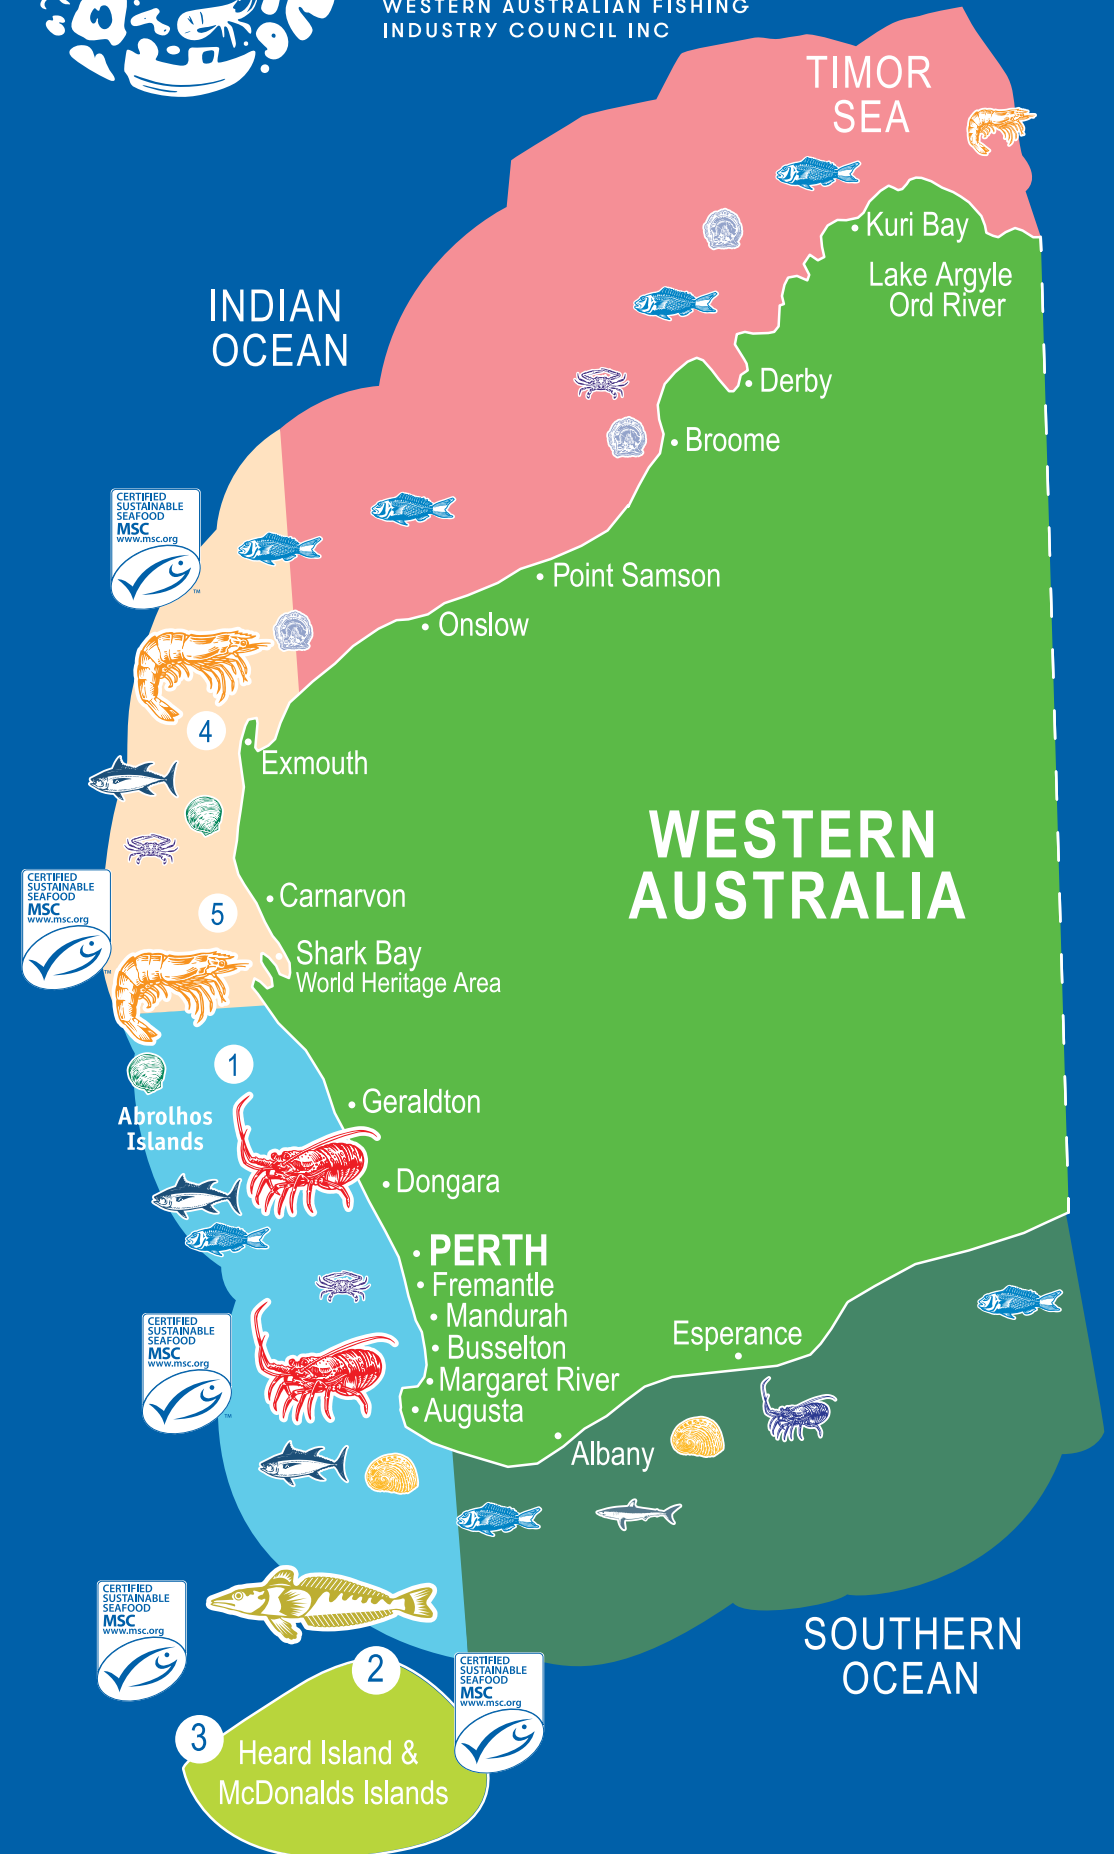 WESTERN AUSTRALIAN FISHING
INDUSTRY COUNCIL INC
TIMOR
SEA
Kuri Bay
Lake Argyle
Ord River
INDIAN
OCEAN
Derby
Broome
CERTIFIED
SUSTAINABLE
SEAFOOD
MSC
www.msc.org
TM
Point Samson
Onslow
4
Exmouth
WESTERN
AUSTRALIA
CERTIFIED
SUSTAINABLE
SEAFOOD
MSC
www.msc.org
TM
Carnarvon
5
Shark Bay
World Heritage Area
1
Geraldton
Abrolhos
Islands
Dongara
PERTH
Fremantle
Mandurah
Busselton
Margaret River
Augusta
CERTIFIED
SUSTAINABLE
SEAFOOD
MSC
www.msc.org
TM
Esperance
Albany
CERTIFIED
SUSTAINABLE
SEAFOOD
MSC
www.msc.org
SOUTHERN
OCEAN
2
CERTIFIED
SUSTAINABLE
SEAFOOD
MSC
www.msc.org
3
Heard Island &
McDonalds Islands